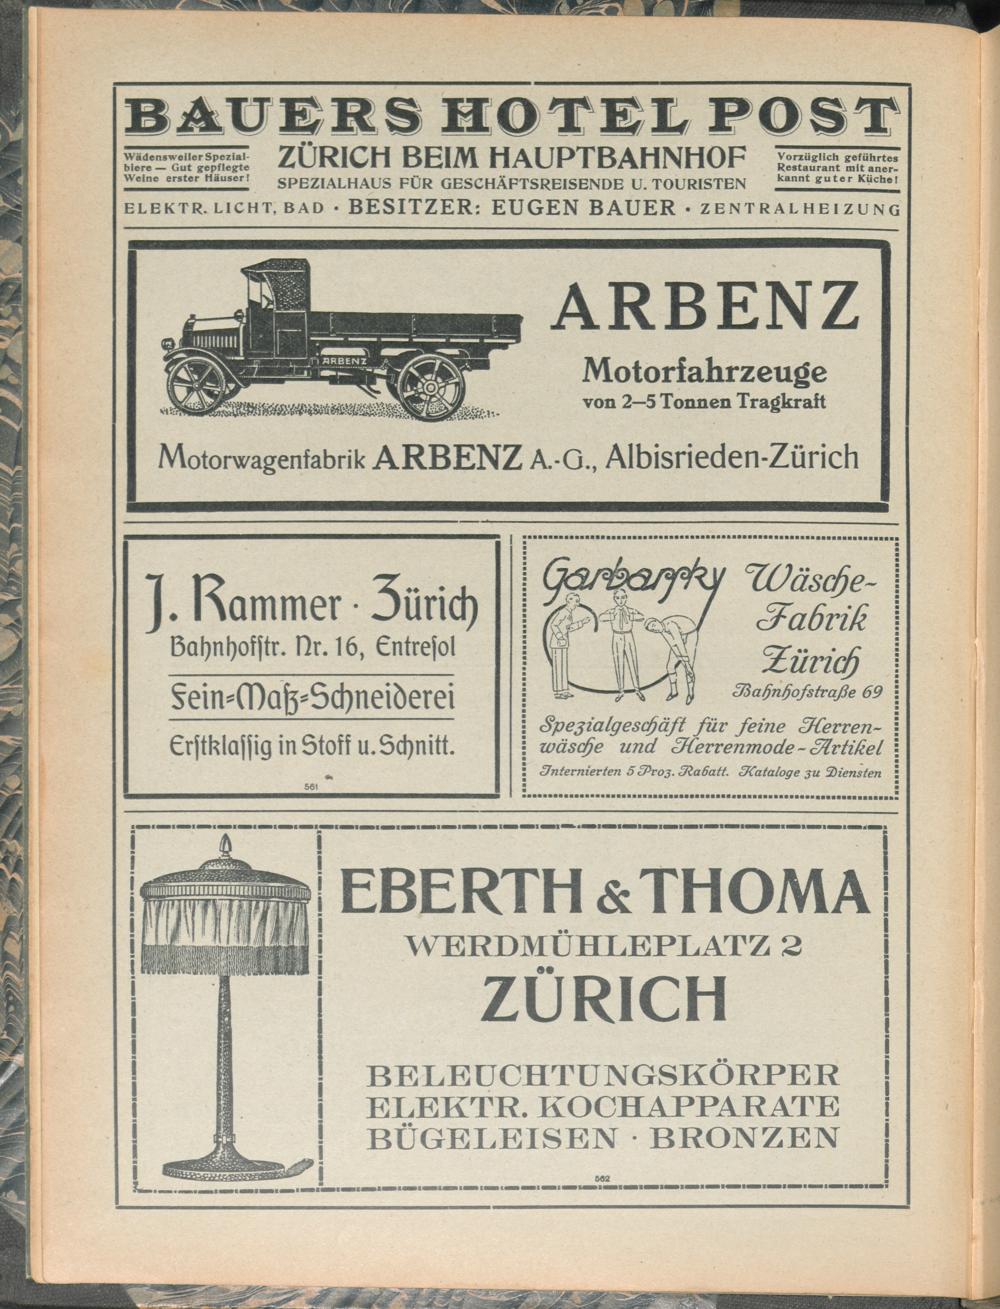 BAUERS HOTEL POST
Wädensweiler Spezial-
biere — Gut gepflegte
Weine erster Häuser!
ZÜRICH BEIM HAUPTBAHNHOF
SPEZIALHAUS FÜR GESCHÄFTSREISENDE U. TOURISTEN
Vorzüglich geführtes
Restaurant mit aner-
kannt guter Küche!
ELEKTR. LICHT, BAD · BESITZER: EUGEN BAUER · ZENTRALHEIZUNG
ARBENZ
ARBENZ
Motorfahrzeuge
von 2–5 Tonnen Tragkraft
Motorwagenfabrik ARBENZ A.-G., Albisrieden-Zürich
J. Rammer · Zürich
Bahnhofstr. Nr. 16, Entresol
Fein-Maß-Schneiderei
Erstklassig in Stoff u. Schnitt.
561
Garbarsky
Wäsche-
Fabrik
Zürich
Bahnhofstraße 69
Spezialgeschäft für feine Herren-
wäsche und Herrenmode-Artikel
Internierten 5 Proz. Rabatt. Kataloge zu Diensten
EBERTH & THOMA
WERDMÜHLEPLATZ 2
ZÜRICH
BELEUCHTUNGSKÖRPER
ELEKTR. KOCHAPPARATE
BÜGELEISEN · BRONZEN
562